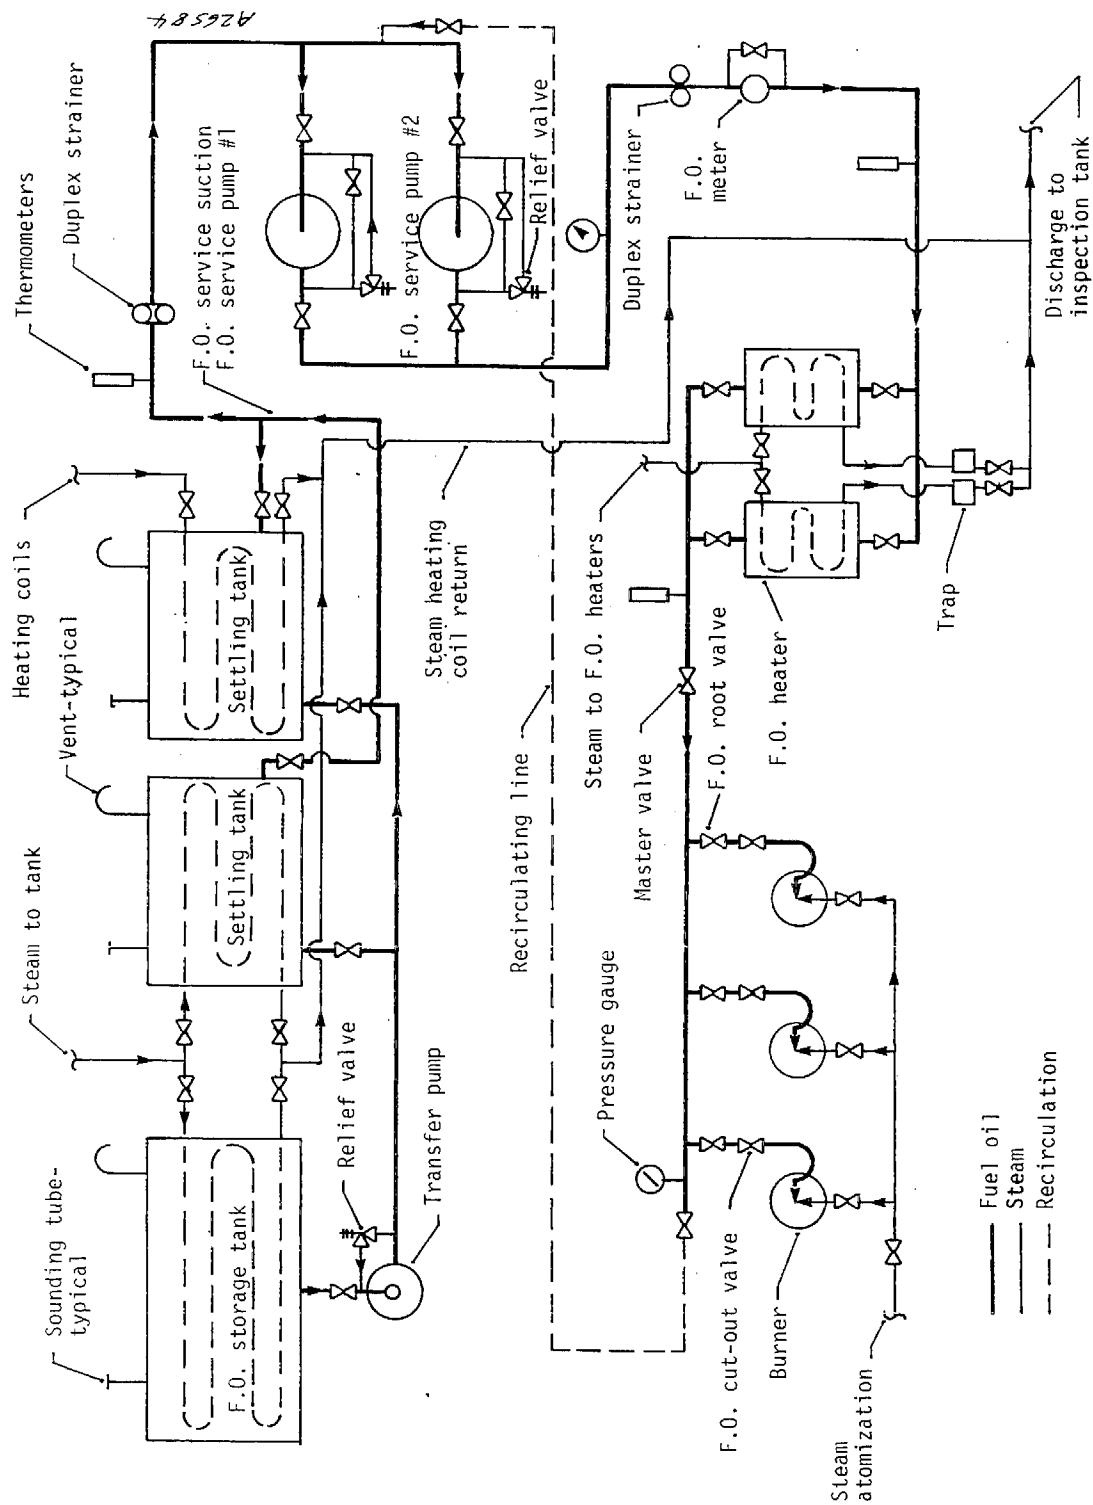 A26584
Thermometers
Duplex strainer
F.O. service suction
F.O. service pump #1
F.O. service pump #2
Relief valve
Duplex strainer
F.O.
meter
Discharge to
inspection tank
Heating coils
Vent-typical
Settling tank
Steam heating
coil return
Steam to F.O. heaters
Trap
F.O. heater
Steam to tank
Settling tank
Recirculating line
Master valve
F.O. root valve
Sounding tube-
typical
F.O. storage tank
Relief valve
Transfer pump
Pressure gauge
F.O. cut-out valve
Burner
Steam
atomization
Fuel oil
Steam
Recirculation